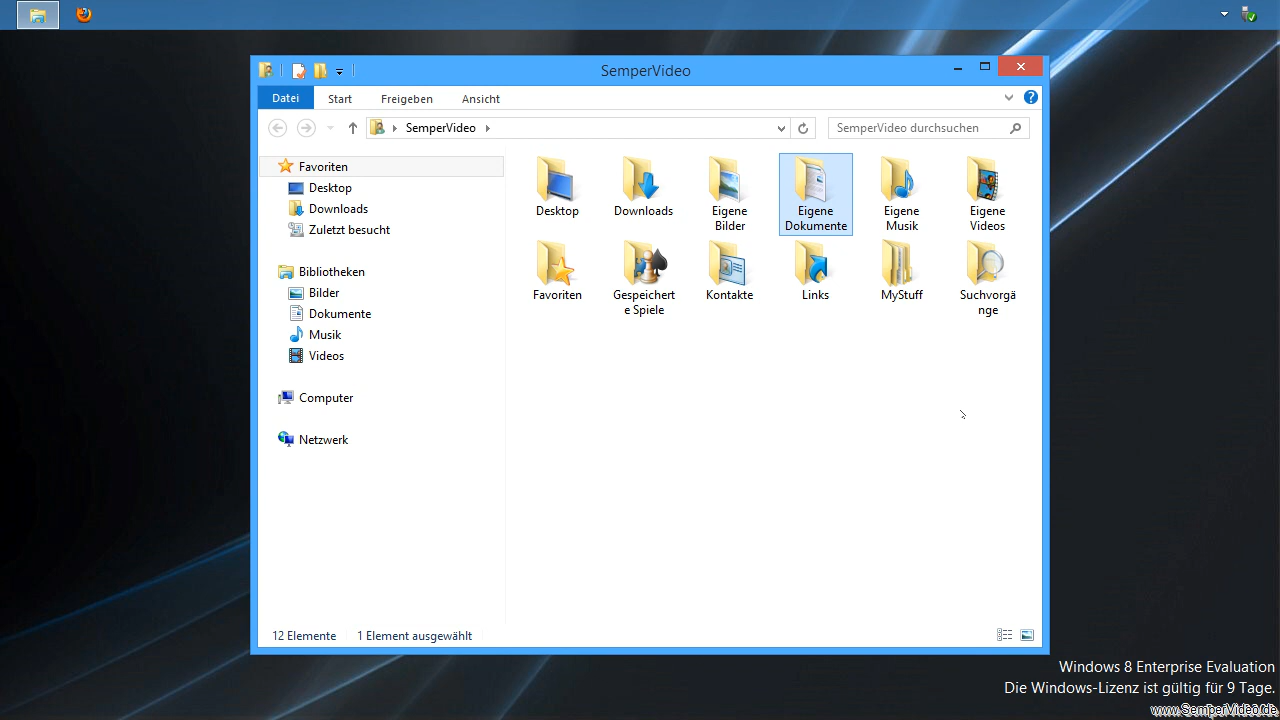 SemperVideo
Datei Start Freigeben Ansicht
SemperVideo
SemperVideo durchsuchen
Favoriten
Desktop
Downloads
Zuletzt besucht
Bibliotheken
Bilder
Dokumente
Musik
Videos
Computer
Netzwerk
Desktop
Downloads
Eigene
Bilder
Eigene
Dokumente
Eigene
Musik
Eigene
Videos
Favoriten
Gespeichert
e Spiele
Kontakte
Links
MyStuff
Suchvorgä
nge
12 Elemente 1 Element ausgewählt
Windows 8 Enterprise Evaluation
Die Windows-Lizenz ist gültig für 9 Tage.
www.SemperVideo.de